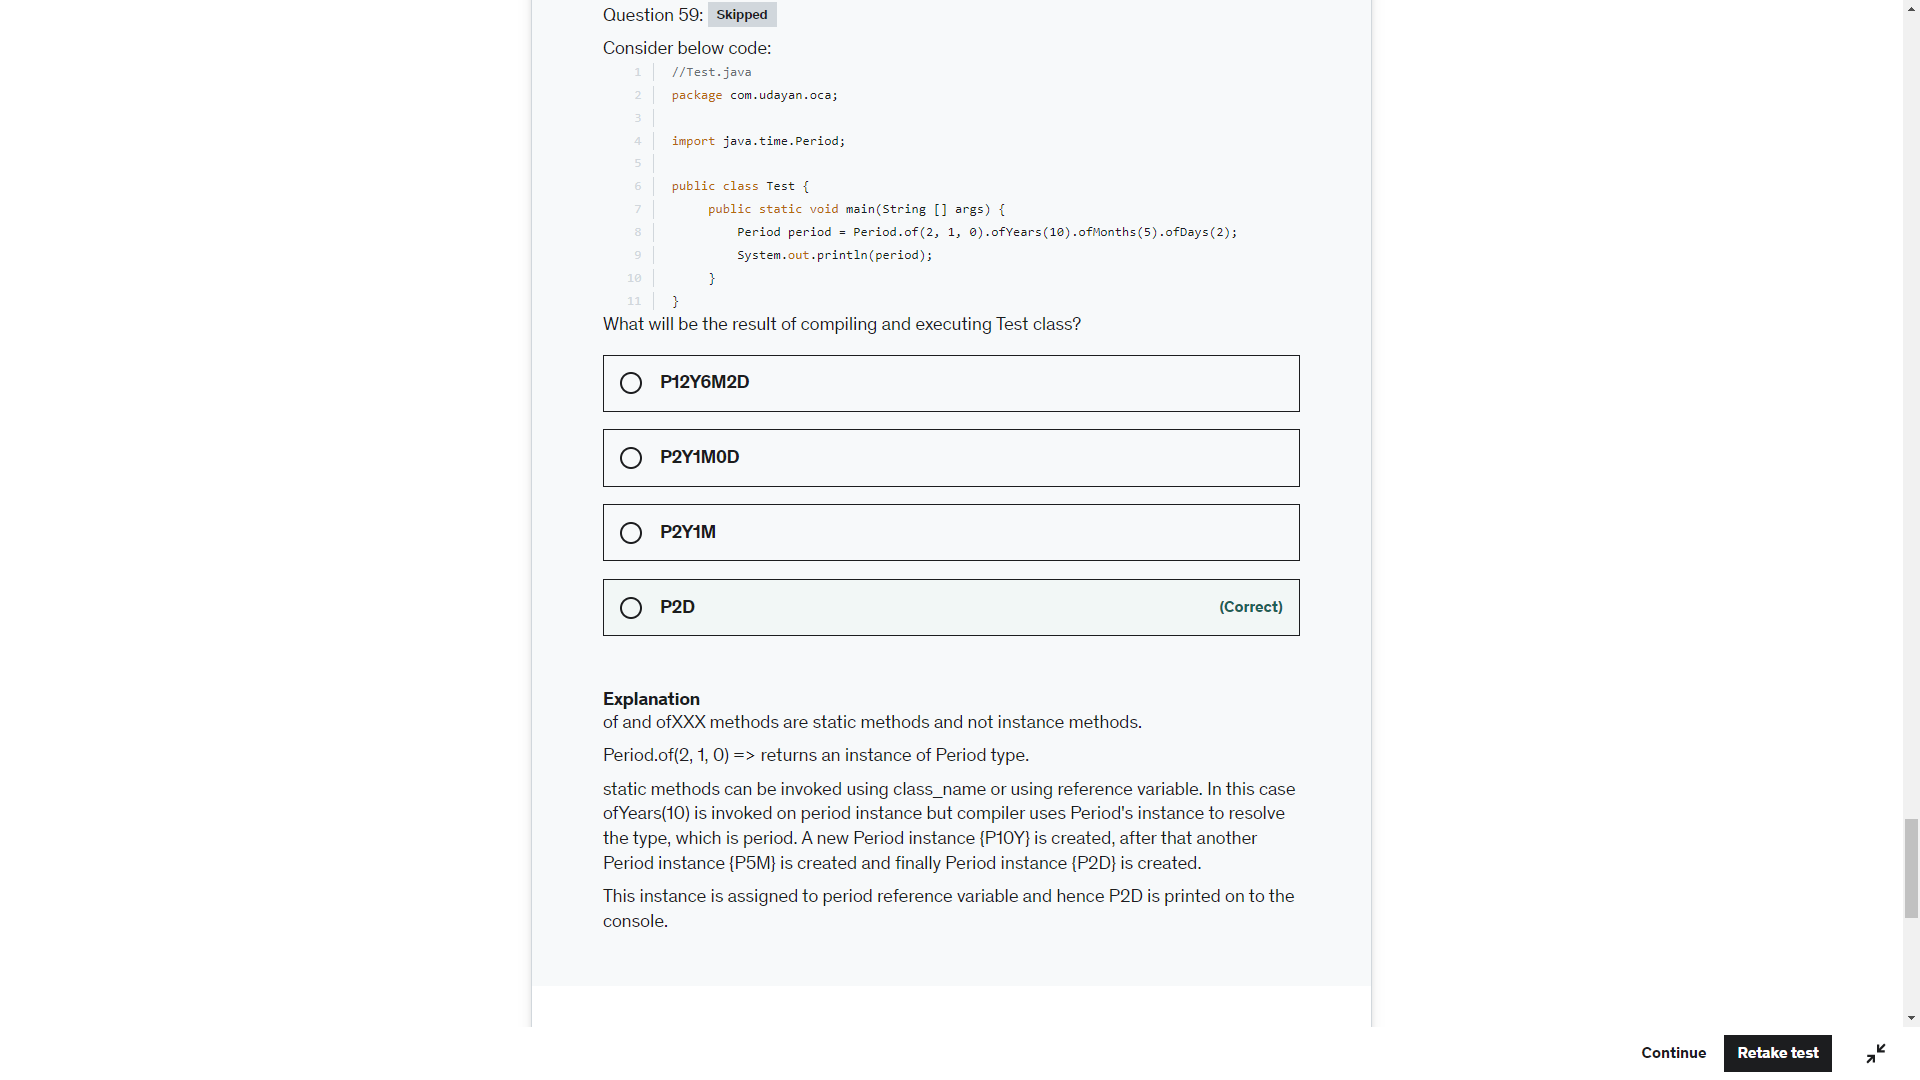 Question 59: Skipped
Consider below code:
1 //Test.java
2 package com.udayan.oca;
3
4 import java.time.Period;
5
6 public class Test {
7 public static void main(String [] args) {
8 Period period = Period.of(2, 1, 0).ofYears(10).ofMonths(5).ofDays(2);
9 System.out.println(period);
10 }
11 }
What will be the result of compiling and executing Test class?
P12Y6M2D
P2Y1M0D
P2Y1M
P2D (Correct)
Explanation
of and ofXXX methods are static methods and not instance methods.
Period.of(2, 1, 0) => returns an instance of Period type.
static methods can be invoked using class_name or using reference variable. In this case
ofYears(10) is invoked on period instance but compiler uses Period's instance to resolve
the type, which is period. A new Period instance {P10Y} is created, after that another
Period instance {P5M} is created and finally Period instance {P2D} is created.
This instance is assigned to period reference variable and hence P2D is printed on to the
console.
Continue Retake test